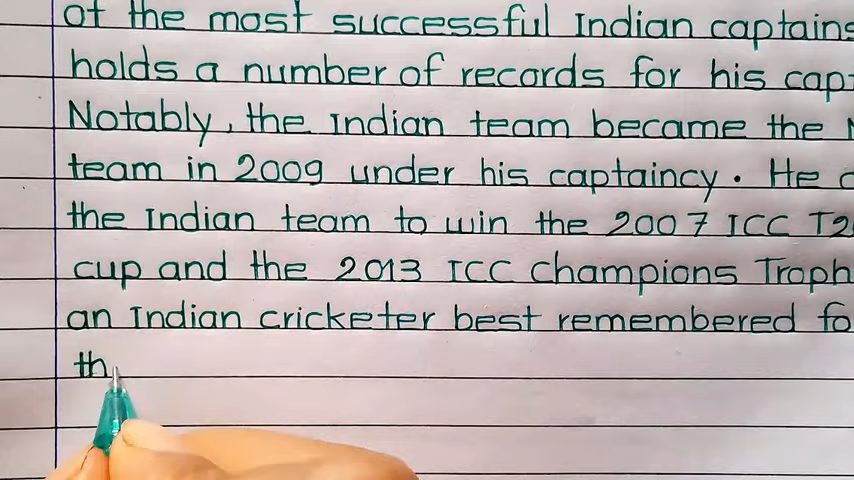 of the most successful Indian captains
holds a number of records for his cap
Notably, the Indian team became the
team in 2009 under his captaincy. He
the Indian team to win the 2007 ICC T2
cup and the 2013 ICC Champions Troph
an Indian cricketer best remembered fo
th